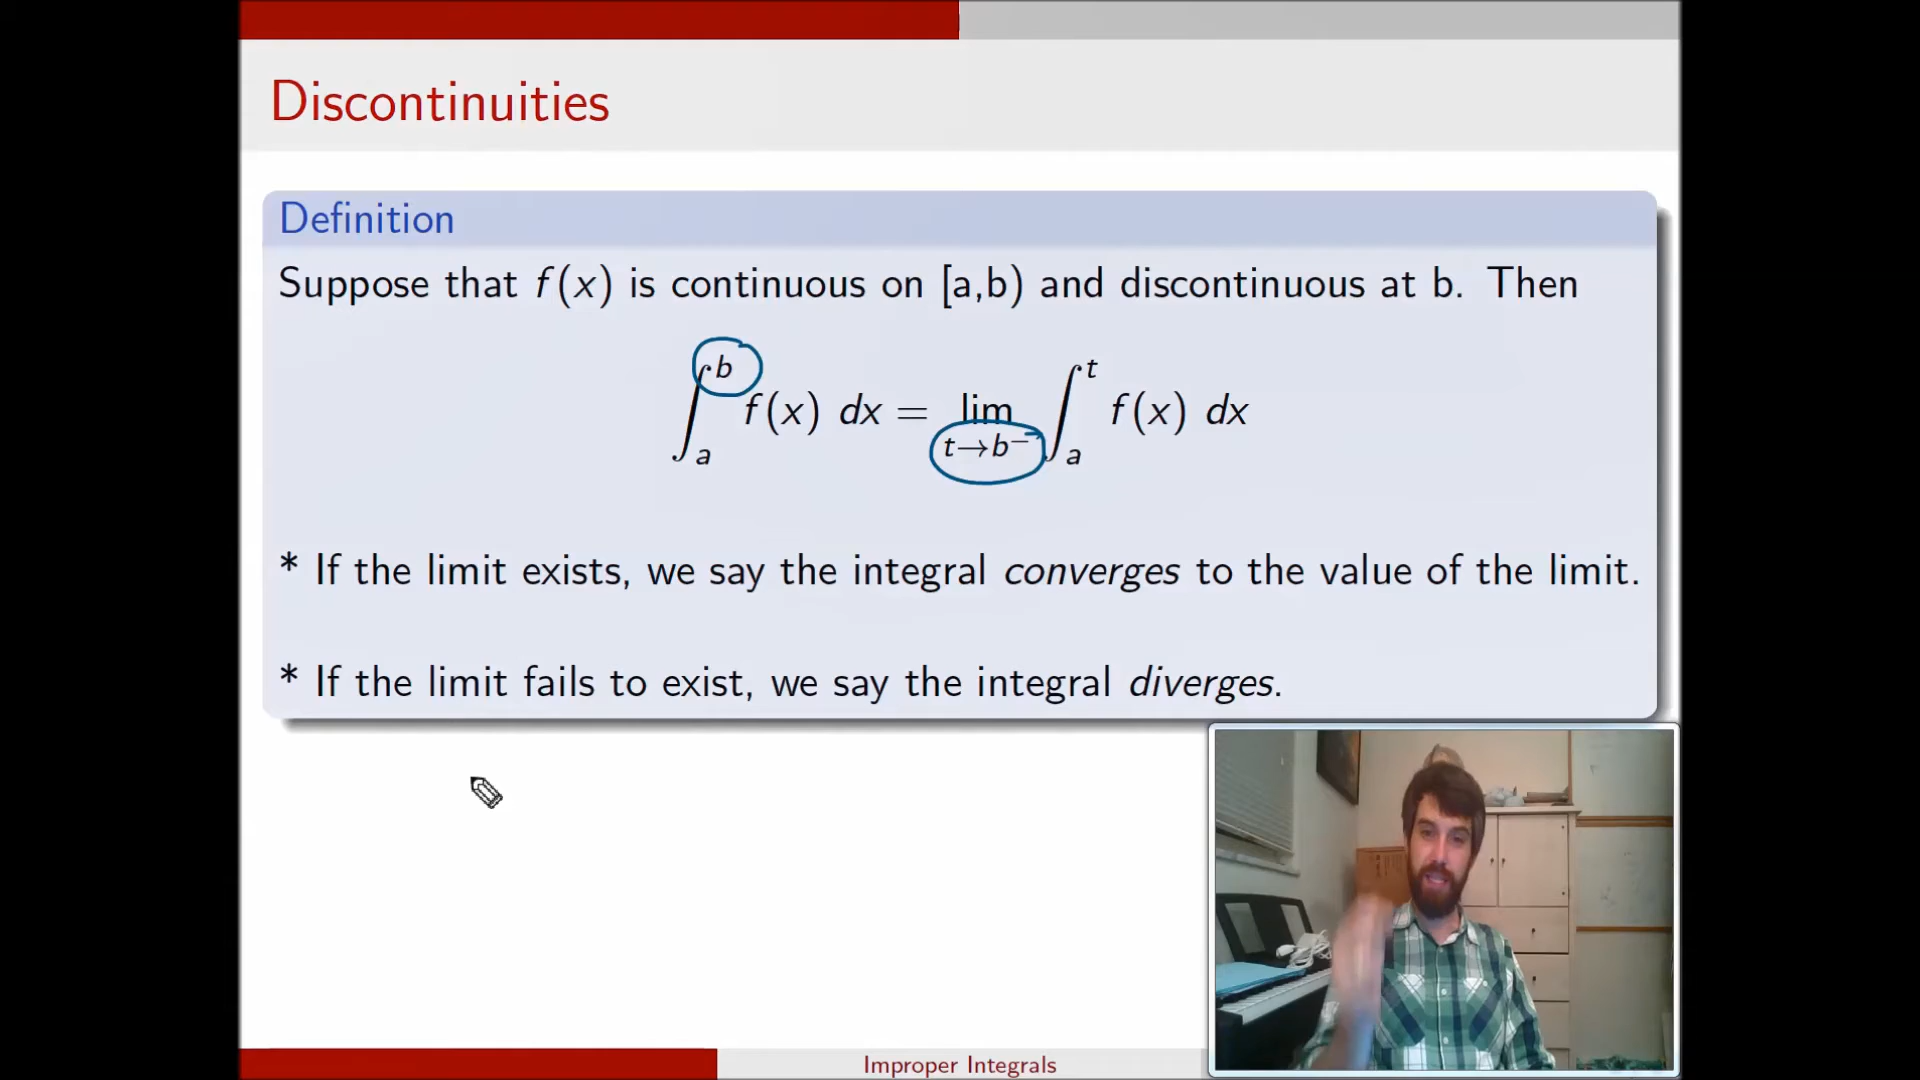 Discontinuities
Definition
Suppose that f(x) is continuous on [a,b) and discontinuous at b. Then
∫_a^b f(x) dx = lim_{t→b⁻} ∫_a^t f(x) dx
* If the limit exists, we say the integral converges to the value of the limit.
* If the limit fails to exist, we say the integral diverges.
Improper Integrals